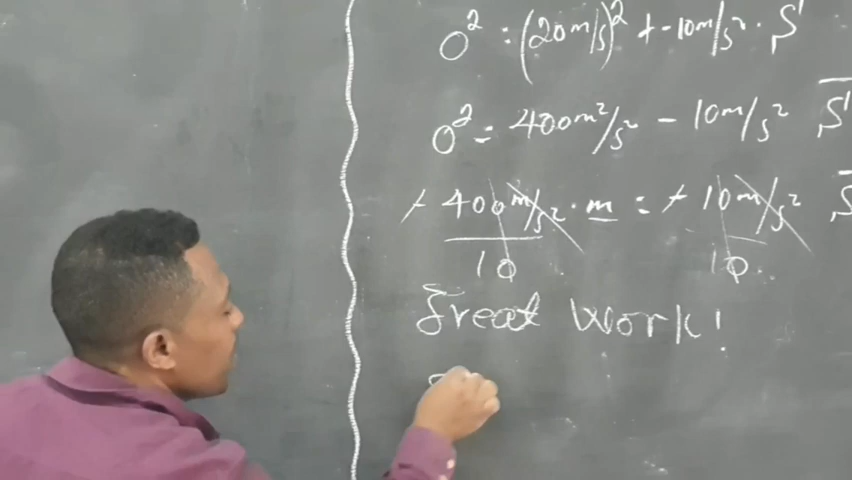 0² = (20m/s)² + -10m/s² · S
0² = 400m²/s² - 10m/s² S
- 400m/s² · m = - 10m/s² S
10 10
Great Work!